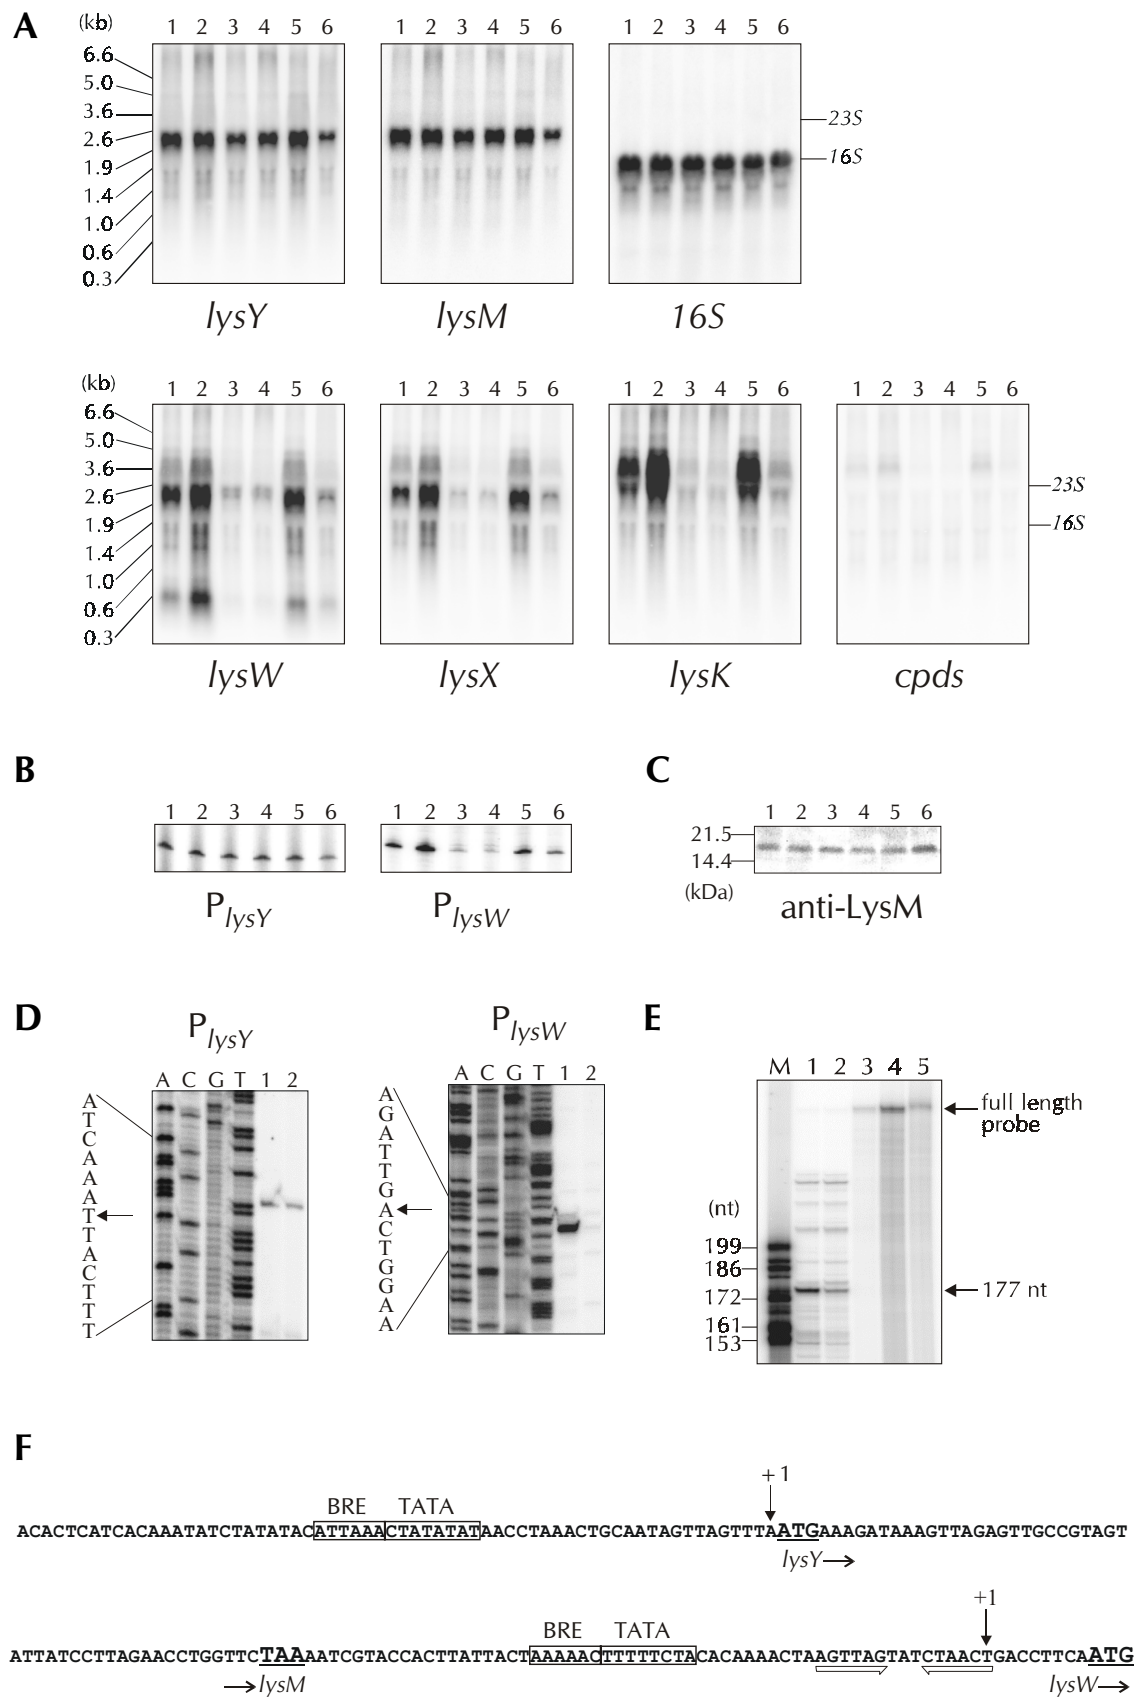 A
(kb) 1 2 3 4 5 6 1 2 3 4 5 6 1 2 3 4 5 6
6.6
5.0
3.6
2.6
1.9
1.4
1.0
0.6
0.3
23S
16S
lysY lysM 16S
(kb) 1 2 3 4 5 6 1 2 3 4 5 6 1 2 3 4 5 6 1 2 3 4 5 6
6.6
5.0
3.6
2.6
1.9
1.4
1.0
0.6
0.3
23S
16S
lysW lysX lysK cpds
B
1 2 3 4 5 6 1 2 3 4 5 6
PlysY PlysW
C
1 2 3 4 5 6
21.5
14.4
(kDa)
anti-LysM
D
PlysY
A C G T 1 2
A
T
C
A
A
A
T
T
A
C
T
T
T
PlysW
A C G T 1 2
A
G
A
T
T
G
A
C
T
G
G
A
A
E
M 1 2 3 4 5
full length
probe
(nt)
199
186
172
161
153
177 nt
F
+1
BRE TATA
ACACTCATCACAAATATCTATATACATTAAACTATATATAACCTAAACTGCAATAGTTAGTTTAATGAAAGATAAAGTTAGAGTTGCCGTAGT
lysY
+1
BRE TATA
ATTATCCTTAGAACCTGGTTCTAAAATCGTACCACTTATTACTAAAAACTTTTTCTACACAAAACTAAGTTAGTATCTAACTGACCTTCAATG
lysM lysW